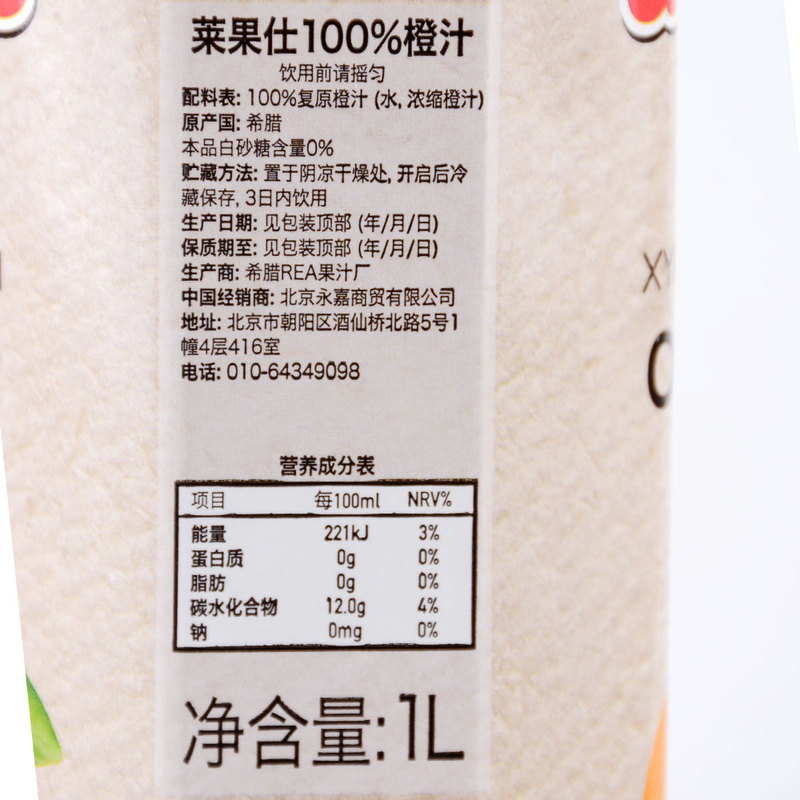 莱果仕100%橙汁
饮用前请摇匀
配料表: 100%复原橙汁 (水, 浓缩橙汁)
原产国: 希腊
本品白砂糖含量0%
贮藏方法: 置于阴凉干燥处, 开启后冷
藏保存, 3日内饮用
生产日期: 见包装顶部 (年/月/日)
保质期至: 见包装顶部 (年/月/日)
生产商: 希腊REA果汁厂
中国经销商: 北京永嘉商贸有限公司
地址: 北京市朝阳区酒仙桥北路5号1
幢4层416室
电话: 010-64349098
营养成分表
项目 每100ml NRV%
能量 221kJ 3%
蛋白质 0g 0%
脂肪 0g 0%
碳水化合物 12.0g 4%
钠 0mg 0%
净含量: 1L